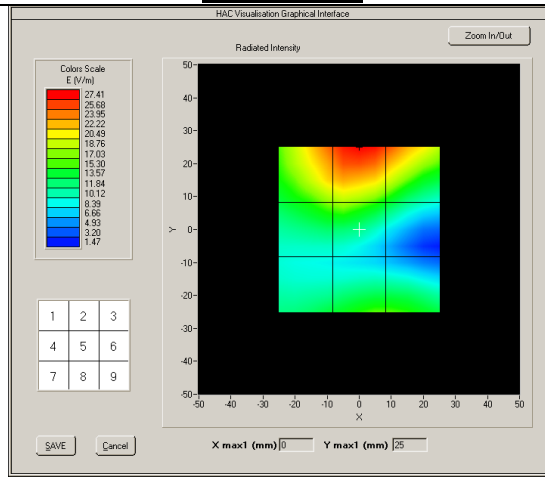 HAC Visualisation Graphical Interface
Zoom In/Out
Radiated Intensity
Colors Scale
E (V/m)
27.41
25.68
23.95
22.22
20.49
18.76
17.03
15.30
13.57
11.84
10.12
8.39
6.66
4.93
3.20
1.47
1 2 3
4 5 6
7 8 9
50
40
30
20
10
0
-10
-20
-30
-40
-50
Y
-50 -40 -30 -20 -10 0 10 20 30 40 50
X
SAVE Cancel
X max1 (mm) 0 Y max1 (mm) 25